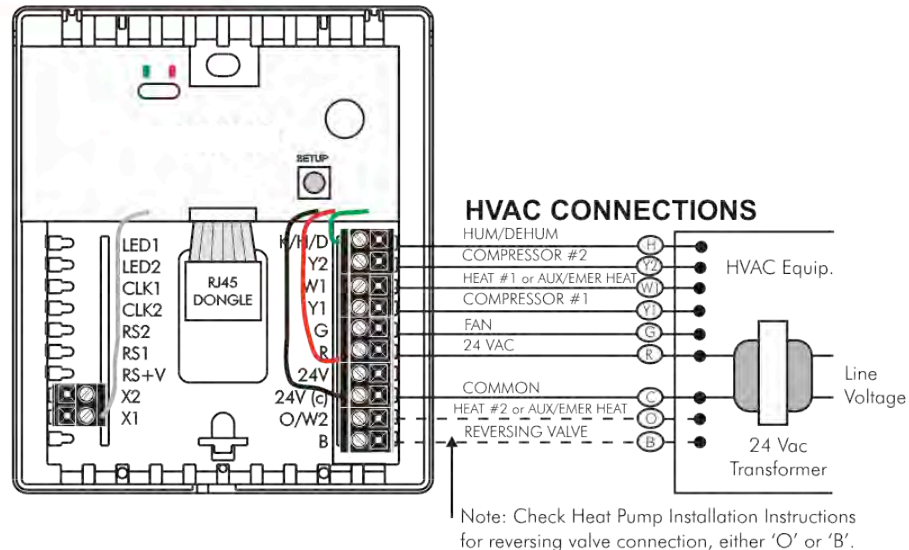 SETUP
HVAC CONNECTIONS
LED1
LED2
CLK1
CLK2
RS2
RS1
RS+V
X2
X1
RJ45
DONGLE
/H/D
Y2
W1
Y1
G
R
24V
24V (c)
O/W2
B
HUM/DEHUM
COMPRESSOR #2
HEAT #1 or AUX/EMER HEAT
COMPRESSOR #1
FAN
24 VAC
COMMON
HEAT #2 or AUX/EMER HEAT
REVERSING VALVE
H
Y2
W1
Y1
G
R
C
O
B
HVAC Equip.
Line
Voltage
24 Vac
Transformer
Note: Check Heat Pump Installation Instructions
for reversing valve connection, either 'O' or 'B'.